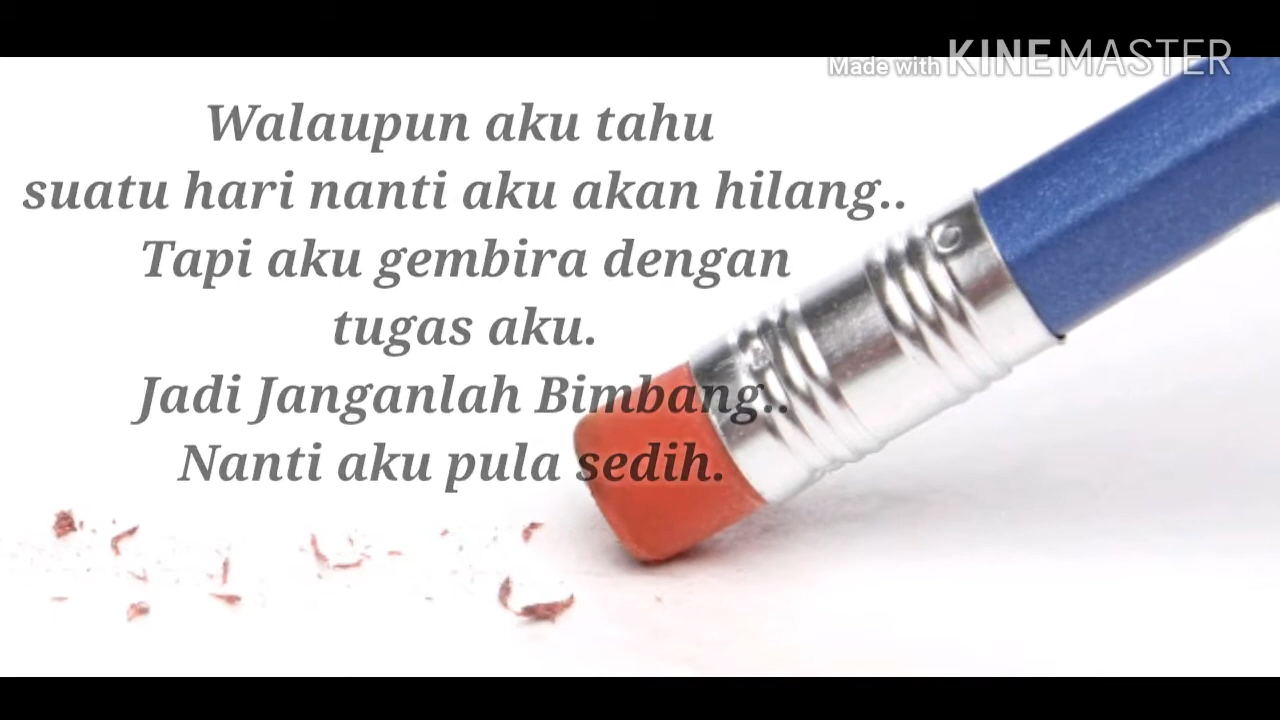 Made with KINEMASTER
Walaupun aku tahu
suatu hari nanti aku akan hilang..
Tapi aku gembira dengan
tugas aku.
Jadi Janganlah Bimbang..
Nanti aku pula sedih.